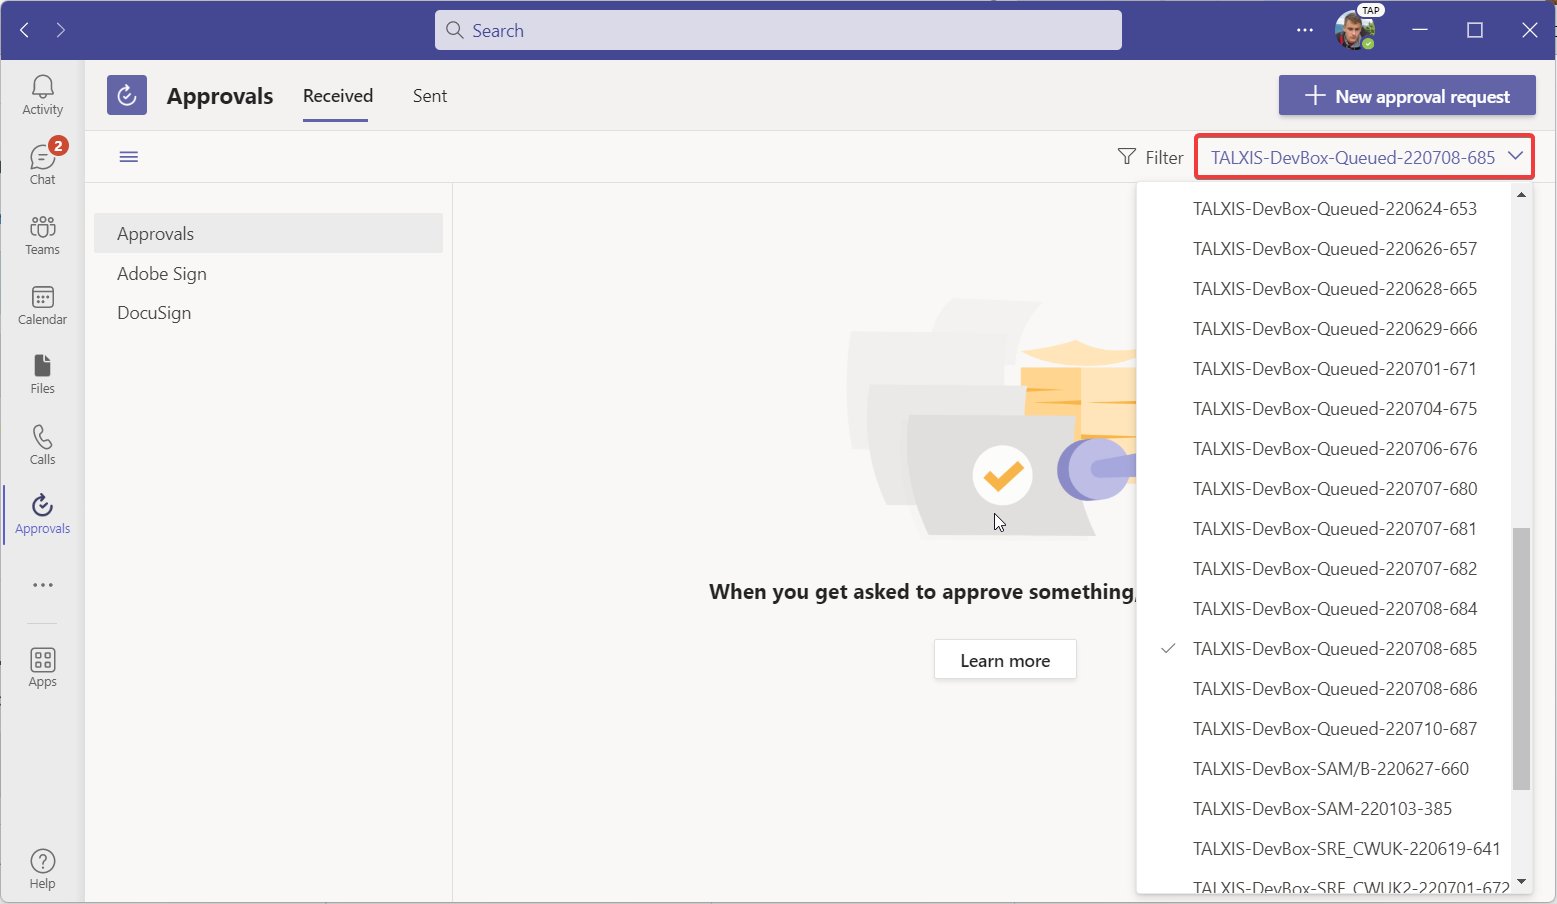 Search
TAP
Activity
2
Chat
Teams
Calendar
Files
Calls
Approvals
Apps
Help
Approvals
Received
Sent
New approval request
Filter
TALXIS-DevBox-Queued-220708-685
Approvals
Adobe Sign
DocuSign
When you get asked to approve something,
Learn more
TALXIS-DevBox-Queued-220624-653
TALXIS-DevBox-Queued-220626-657
TALXIS-DevBox-Queued-220628-665
TALXIS-DevBox-Queued-220629-666
TALXIS-DevBox-Queued-220701-671
TALXIS-DevBox-Queued-220704-675
TALXIS-DevBox-Queued-220706-676
TALXIS-DevBox-Queued-220707-680
TALXIS-DevBox-Queued-220707-681
TALXIS-DevBox-Queued-220707-682
TALXIS-DevBox-Queued-220708-684
TALXIS-DevBox-Queued-220708-685
TALXIS-DevBox-Queued-220708-686
TALXIS-DevBox-Queued-220710-687
TALXIS-DevBox-SAM/B-220627-660
TALXIS-DevBox-SAM-220103-385
TALXIS-DevBox-SRE_CWUK-220619-641
TALXIS-DevBox-SRE_CWUK2-220701-672